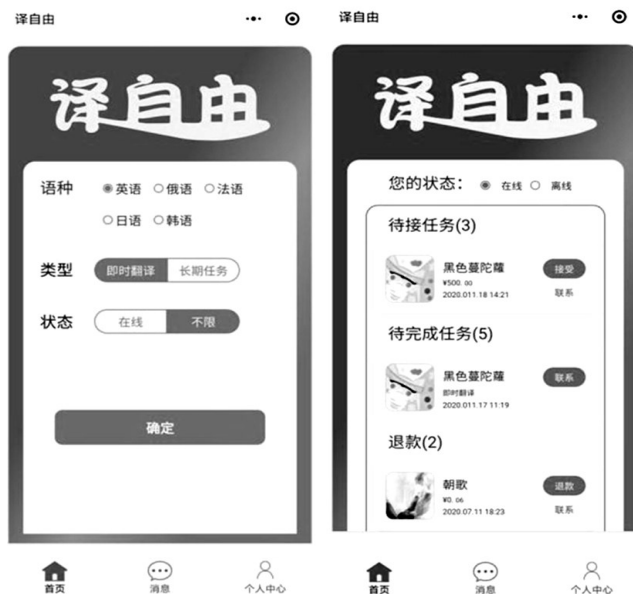 译自由
译自由
语种 英语 俄语 法语
日语 韩语
类型 即时翻译 长期任务
状态 在线 不限
确定
首页 消息 个人中心
译自由
译自由
您的状态： 在线 离线
待接任务(3)
黑色蔓陀蘿 接受
¥500. 00
2020.011.18 14:21 联系
待完成任务(5)
黑色蔓陀蘿 联系
即时翻译
2020.011.17 11:19
退款(2)
朝歌 退款
¥0. 06
2020.07.11 18:23 联系
首页 消息 个人中心